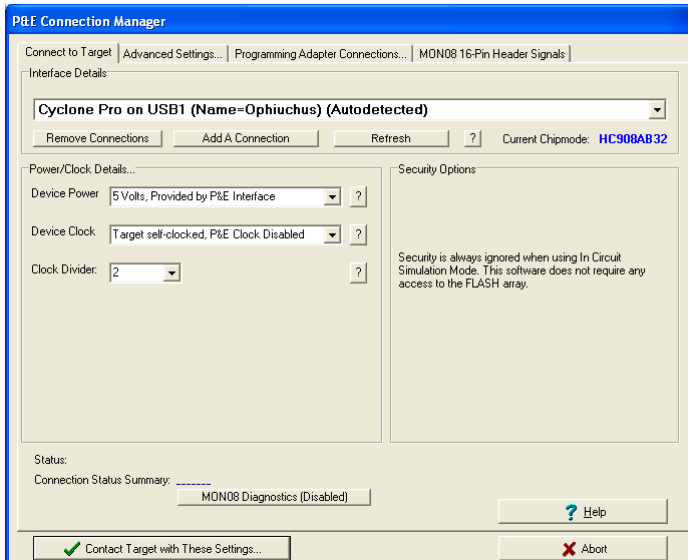 P&E Connection Manager
Connect to Target Advanced Settings... Programming Adapter Connections... MON08 16-Pin Header Signals
Interface Details
Cyclone Pro on USB1 (Name=Ophiuchus) (Autodetected)
Remove Connections Add A Connection Refresh ? Current Chipmode: HC908AB32
Power/Clock Details...
Device Power 5 Volts, Provided by P&E Interface ?
Device Clock Target self-clocked, P&E Clock Disabled ?
Clock Divider: 2 ?
Security Options
Security is always ignored when using In Circuit
Simulation Mode. This software does not require any
access to the FLASH array.
Status:
Connection Status Summary: _______
MON08 Diagnostics (Disabled)
? Help
Contact Target with These Settings...
Abort